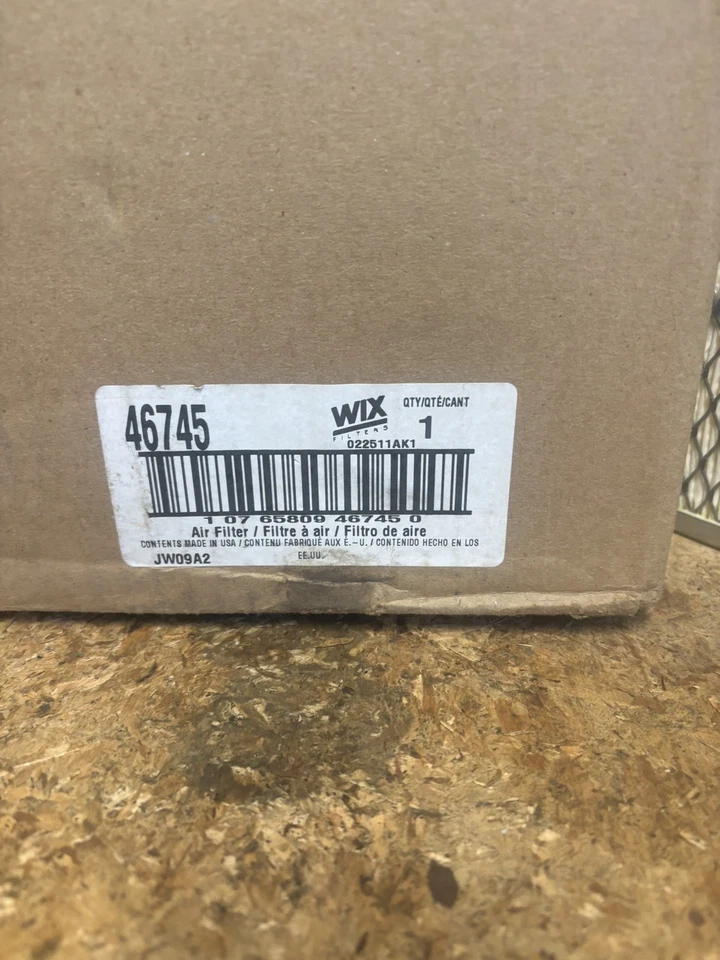 46745
WIX
FILTERS
QTY/QTÉ/CANT
1
022511AK1
1 07 65809 46745 0
Air Filter / Filtre à air / Filtro de aire
CONTENTS MADE IN USA / CONTENU FABRIQUÉ AUX É.-U. / CONTENIDO HECHO EN LOS
EE.UU.
JW09A2